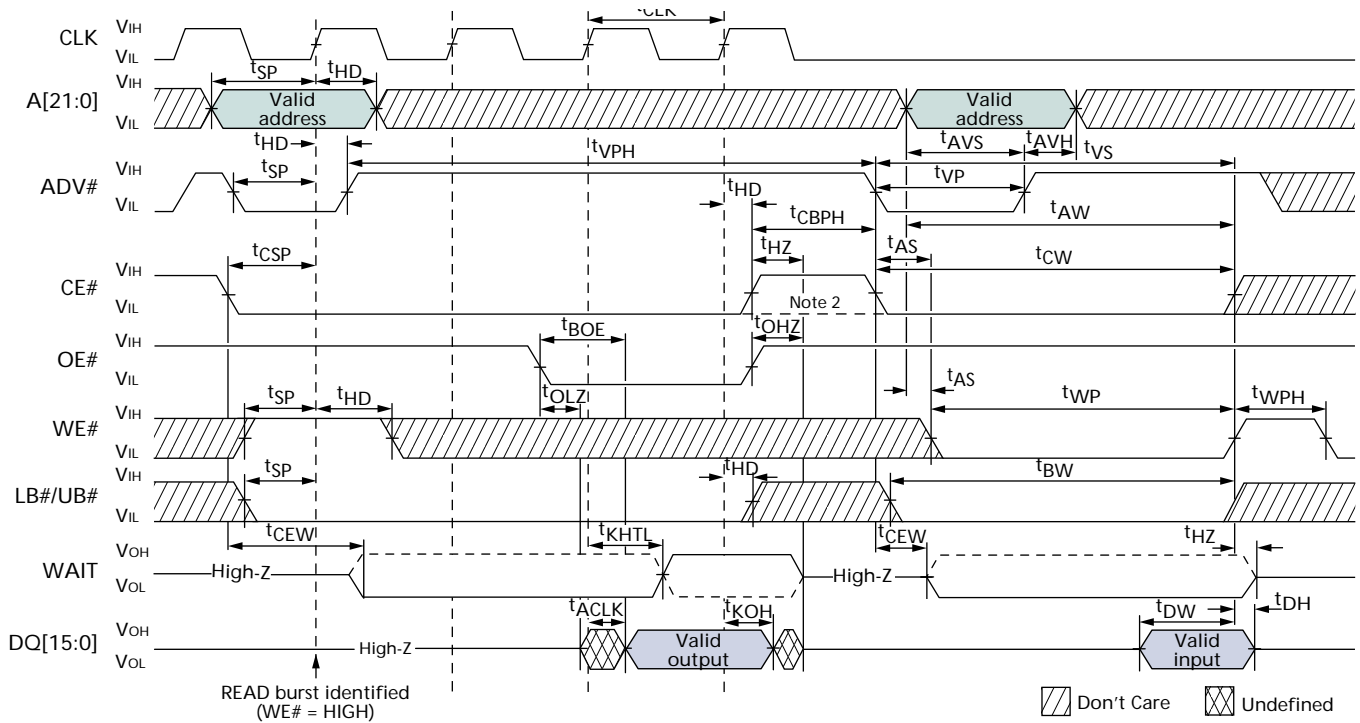 tCLK
CLK VIH
VIL
tSP tHD
A[21:0] VIH
VIL
Valid address
Valid address
tHD tVPH tAVS tAVH tVS
ADV# VIH
VIL
tSP tHD tVP
tCBPH tAW
tCSP tHZ tAS tCW
CE# VIH
VIL
Note 2
tBOE tOHZ
OE# VIH
VIL
tOLZ tAS
tSP tHD tWP tWPH
WE# VIH
VIL
tSP tHD tBW
LB#/UB# VIH
VIL
tCEW tKHTL tCEW tHZ
WAIT VOH
VOL
High-Z High-Z
tACLK tKOH tDW tDH
DQ[15:0] VOH
VOL
High-Z
Valid output
Valid input
READ burst identified
(WE# = HIGH)
Don't Care Undefined